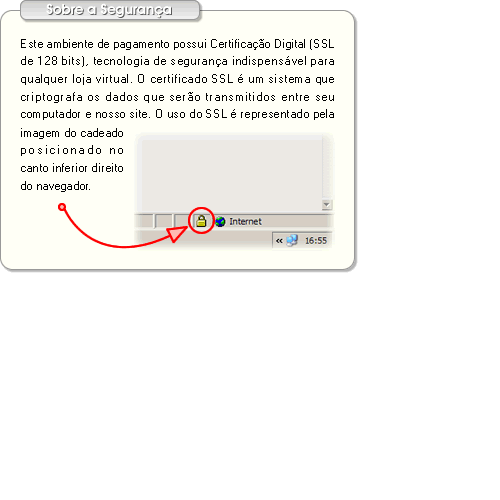 Sobre a Segurança
Este ambiente de pagamento possui Certificação Digital (SSL
de 128 bits), tecnologia de segurança indispensável para
qualquer loja virtual. O certificado SSL é um sistema que
criptografa os dados que serão transmitidos entre seu
computador e nosso site. O uso do SSL é representado pela
imagem do cadeado
posicionado no
canto inferior direito
do navegador.
Internet
« 16:55